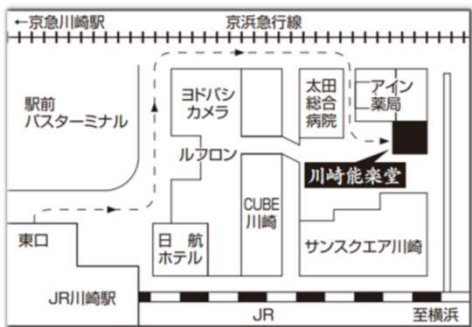 ←京急川崎駅
京浜急行線
駅前
バスターミナル
ヨドバシ
カメラ
ルフロン
太田
総合
病院
アイン
薬局
川崎能楽堂
CUBE
川崎
東口
日航
ホテル
サンスクエア川崎
JR川崎駅
JR
至横浜